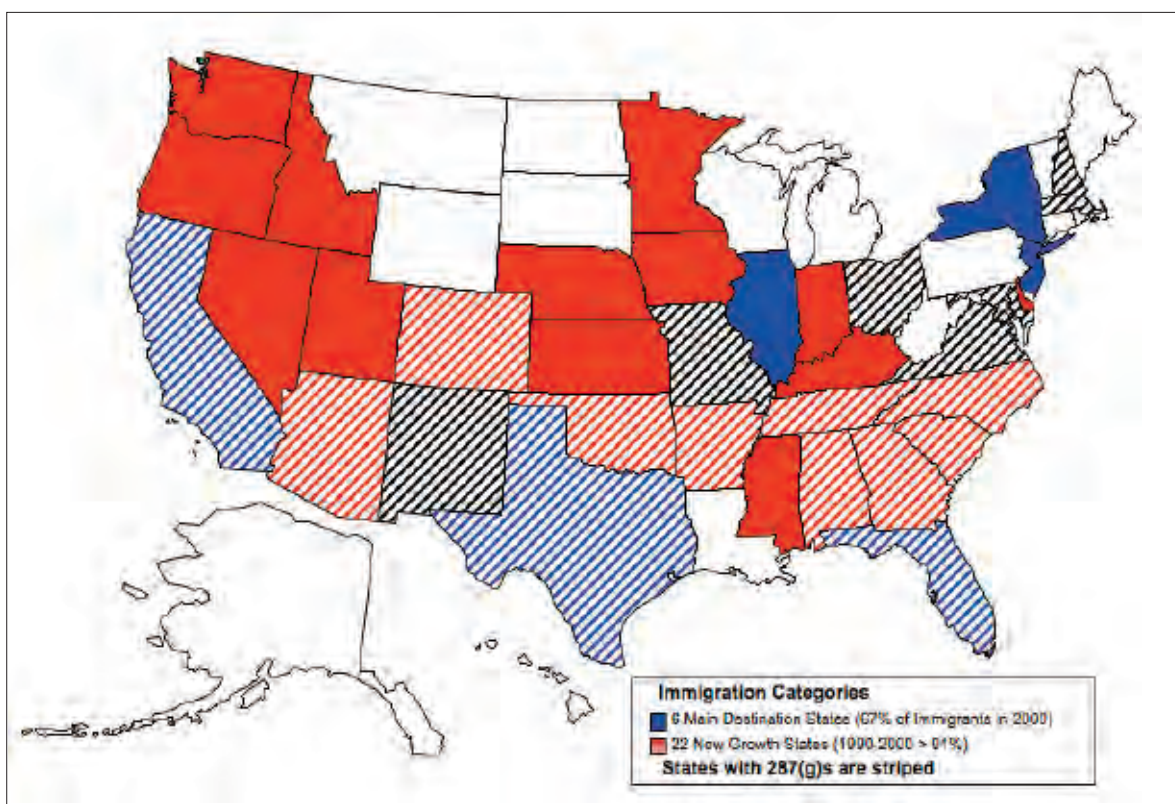 Immigration Categories
6 Main Destination States (67% of Immigrants in 2000)
22 New Growth States (1990-2000 > 91%)
States with 287(g)s are striped